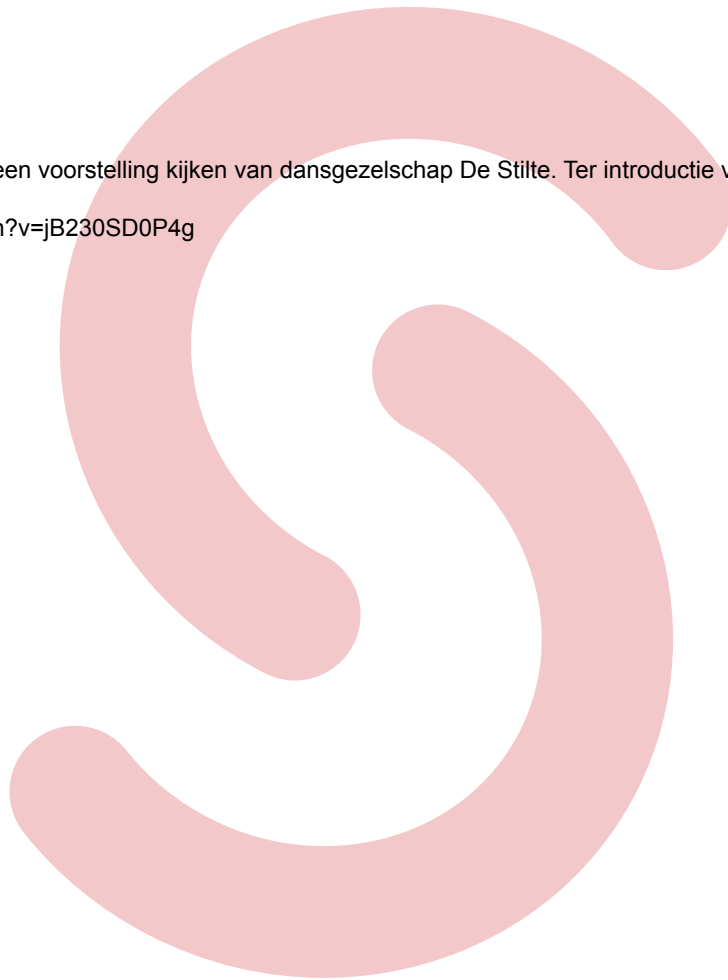 een voorstelling kijken van dansgezelschap De Stilte. Ter introductie
?v=jB230SD0P4g